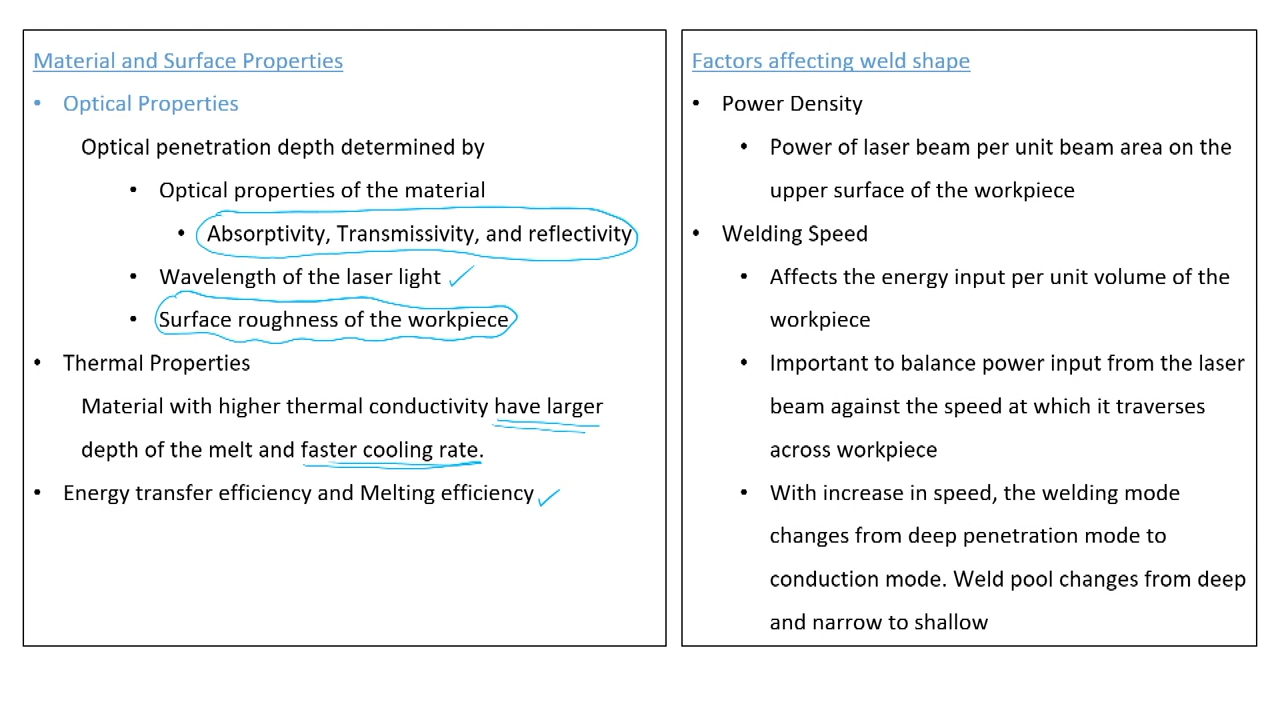 Material and Surface Properties
• Optical Properties
Optical penetration depth determined by
• Optical properties of the material
• Absorptivity, Transmissivity, and reflectivity
• Wavelength of the laser light
• Surface roughness of the workpiece
• Thermal Properties
Material with higher thermal conductivity have larger
depth of the melt and faster cooling rate.
• Energy transfer efficiency and Melting efficiency
Factors affecting weld shape
• Power Density
• Power of laser beam per unit beam area on the
upper surface of the workpiece
• Welding Speed
• Affects the energy input per unit volume of the
workpiece
• Important to balance power input from the laser
beam against the speed at which it traverses
across workpiece
• With increase in speed, the welding mode
changes from deep penetration mode to
conduction mode. Weld pool changes from deep
and narrow to shallow